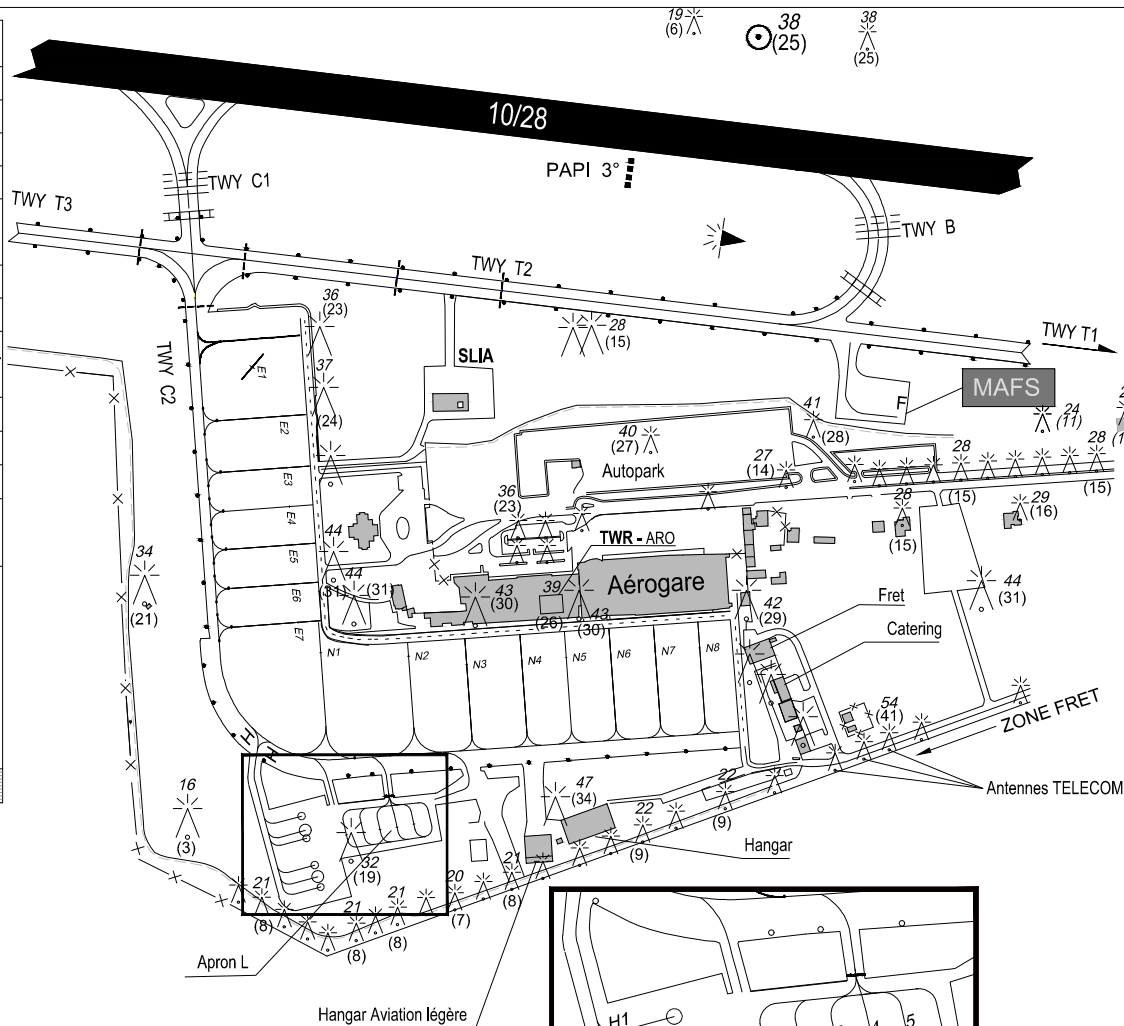 19
(6)
38
(25)
38
(25)
10/28
PAPI 3°
TWY C1
TWY T3
TWY B
TWY T2
36
(23)
28
(15)
TWY T1
TWY C2
SLIA
E1
37
(24)
MAFS
F
24
(11)
41
(28)
E2
40
(27)
Autopark
27
(14)
28
(15)
28
(15)
E3
36
(23)
E4
28
(15)
29
(16)
TWR - ARO
44
(31)
E5
34
(21)
44
(31)
Aérogare
43
(30)
39
(26)
43
(30)
42
(29)
44
(31)
E6
Fret
E7
Catering
N1
N2
N3
N4
N5
N6
N7
N8
54
(41)
ZONE FRET
H
H
Antennes TELECOM
16
(3)
47
(34)
22
(9)
22
(9)
Hangar
32
(19)
21
(8)
21
(8)
21
(8)
20
(7)
21
(8)
Apron L
Hangar Aviation légère
H1
4
5